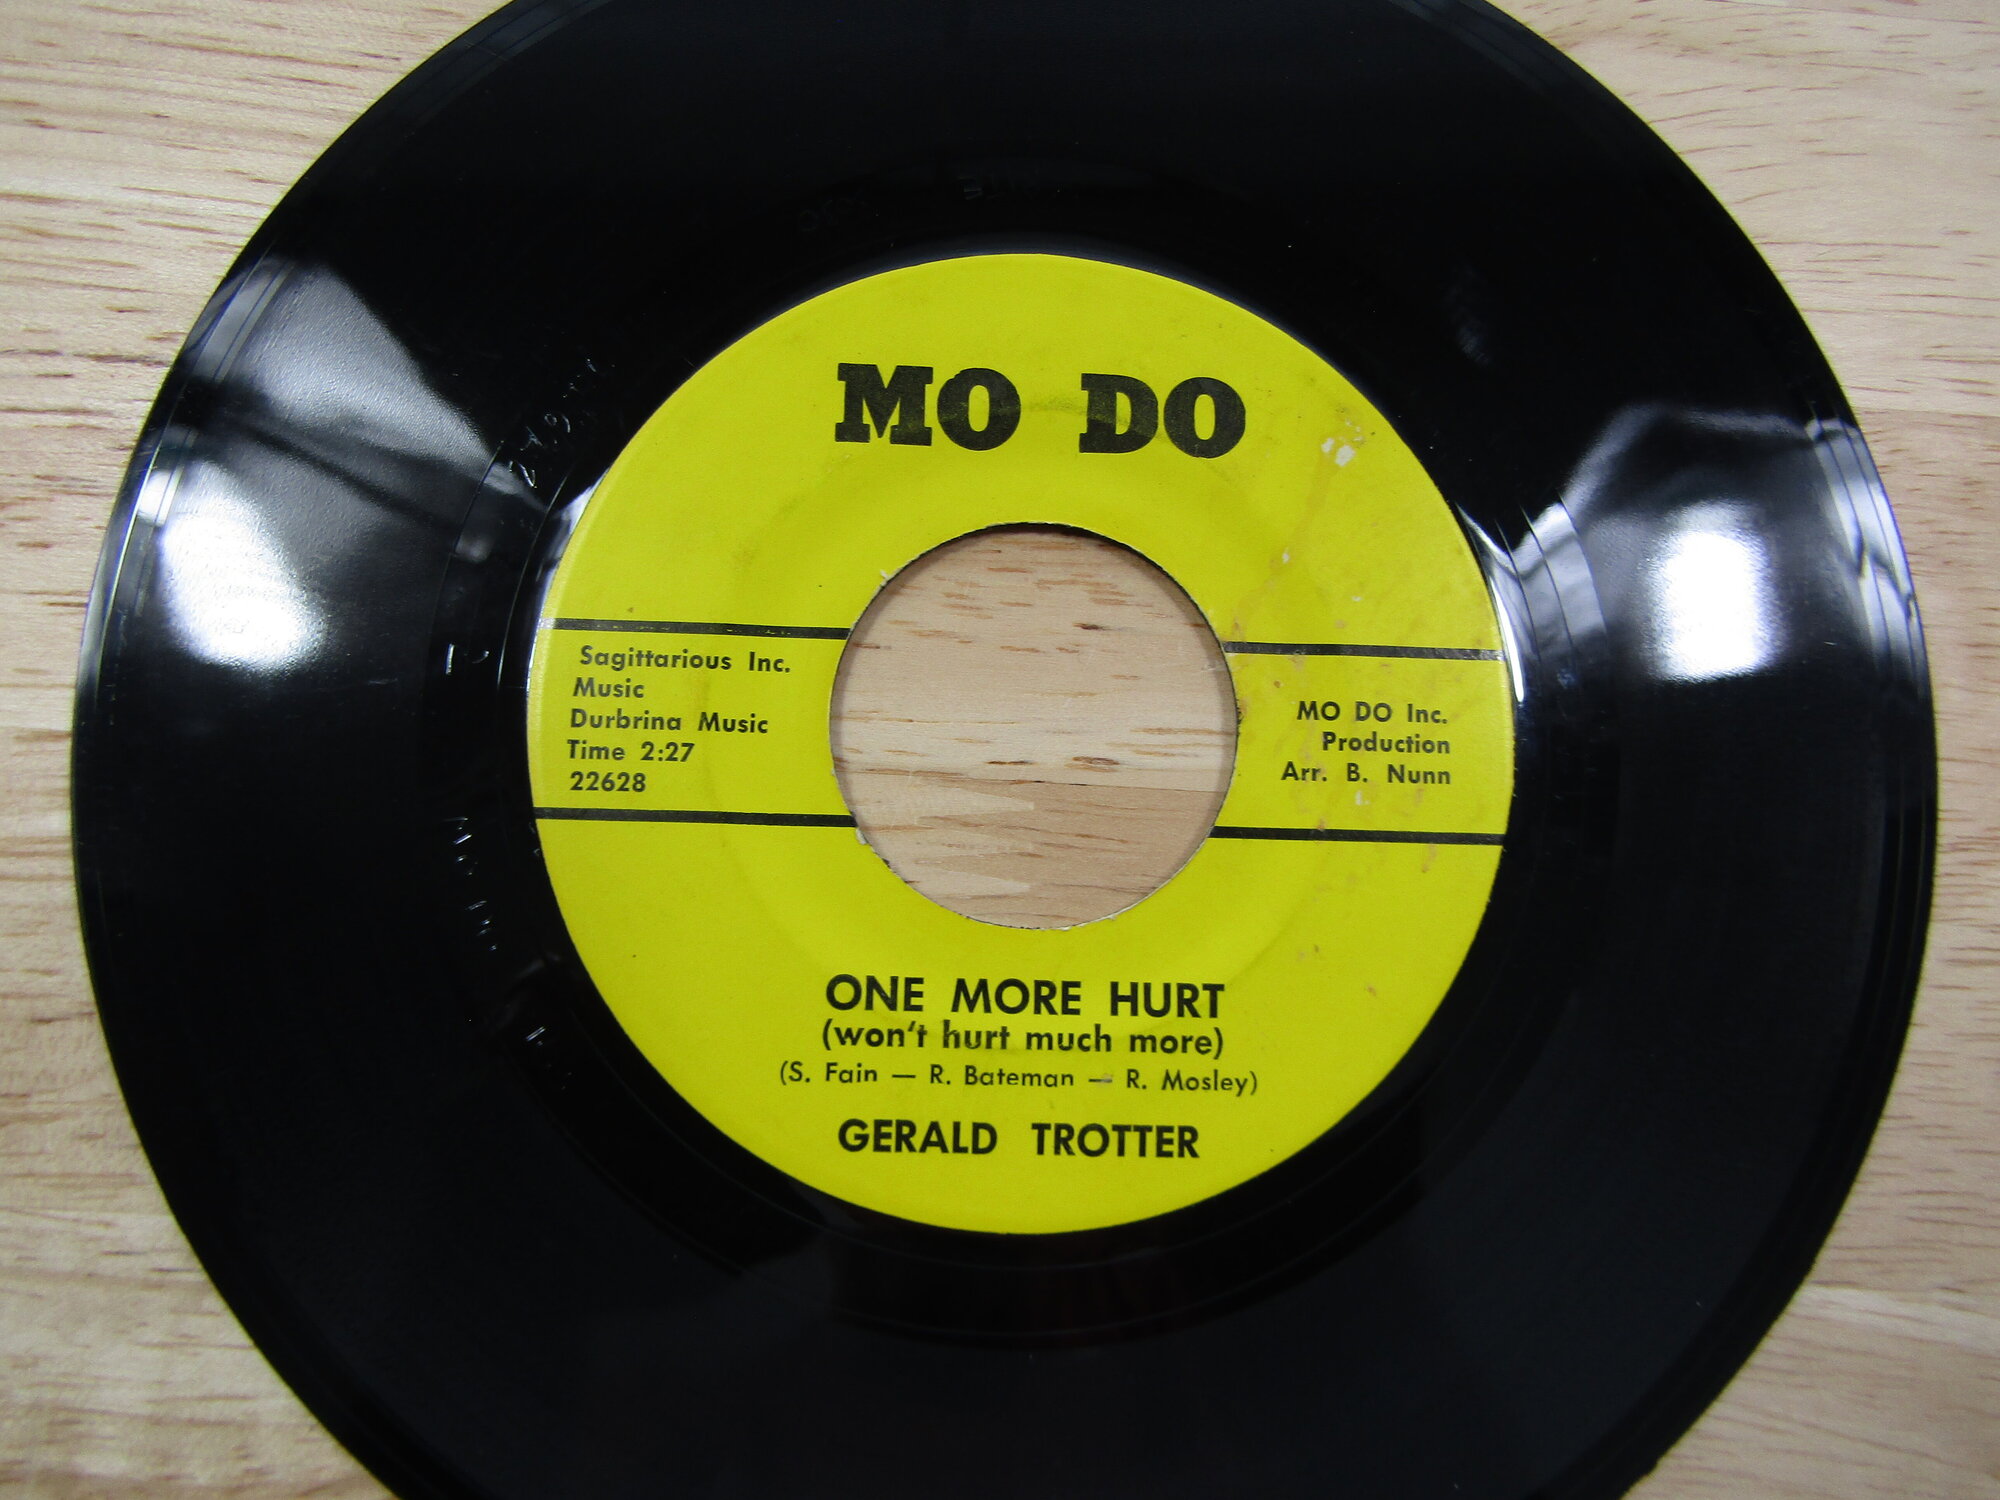 MO DO
Sagittarious Inc.
Music
Durbrina Music
Time 2:27
22628
MO DO Inc.
Production
Arr. B. Nunn
ONE MORE HURT
(won't hurt much more)
(S. Fain — R. Bateman — R. Mosley)
GERALD TROTTER